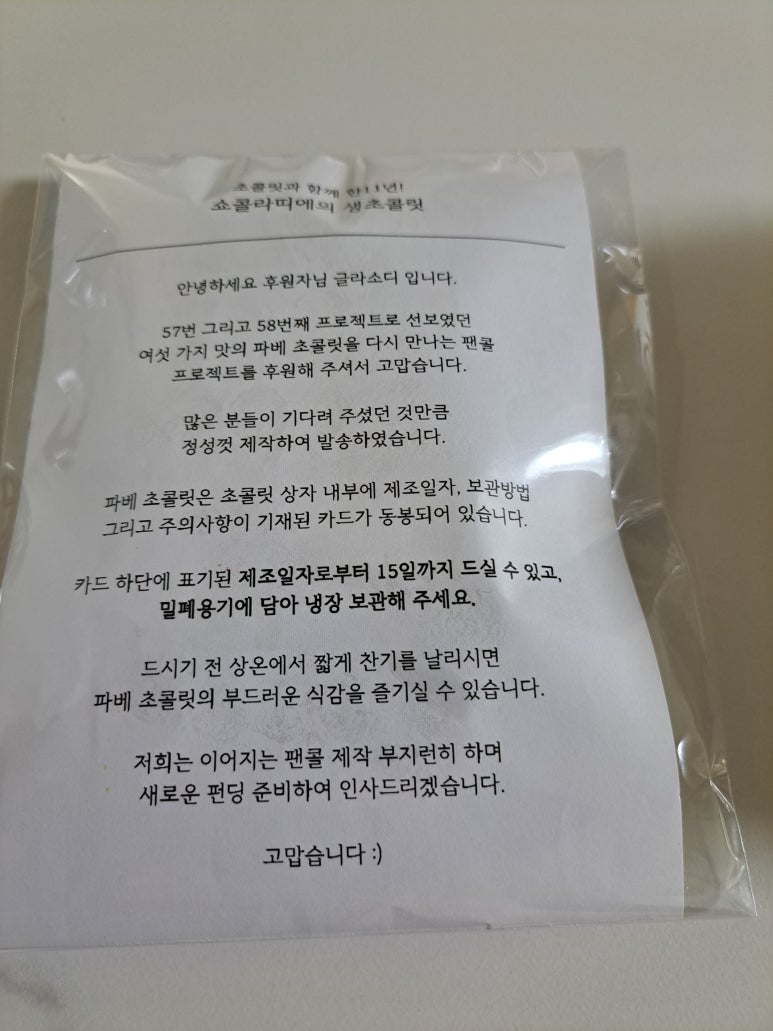 초콜릿과 함께 한11년!
쇼콜라띠에의 생초콜릿
안녕하세요 후원자님 글라소디 입니다.
57번 그리고 58번째 프로젝트로 선보였던
여섯 가지 맛의 파베 초콜릿을 다시 만나는 팬콜
프로젝트를 후원해 주셔서 고맙습니다.
많은 분들이 기다려 주셨던 것만큼
정성껏 제작하여 발송하였습니다.
파베 초콜릿은 초콜릿 상자 내부에 제조일자, 보관방법
그리고 주의사항이 기재된 카드가 동봉되어 있습니다.
카드 하단에 표기된 제조일자로부터 15일까지 드실 수 있고,
밀폐용기에 담아 냉장 보관해 주세요.
드시기 전 상온에서 짧게 찬기를 날리시면
파베 초콜릿의 부드러운 식감을 즐기실 수 있습니다.
저희는 이어지는 팬콜 제작 부지런히 하며
새로운 펀딩 준비하여 인사드리겠습니다.
고맙습니다 :)